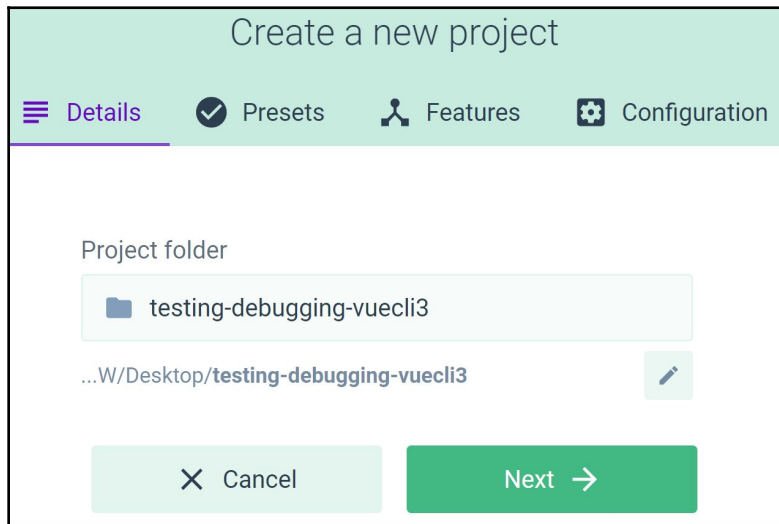 Create a new project
Details Presets Features Configuration
Project folder
testing-debugging-vuecli3
...W/Desktop/testing-debugging-vuecli3
Cancel Next